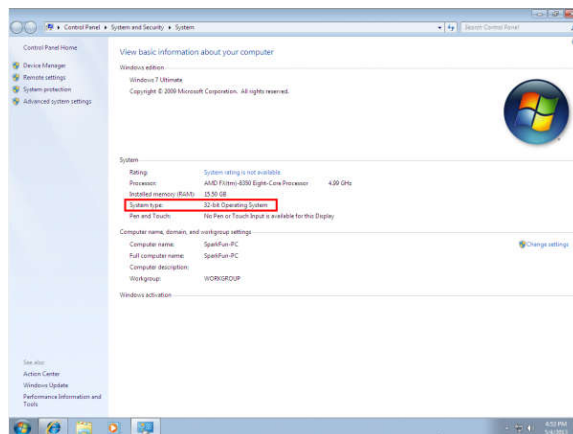 Control Panel ▸ System and Security ▸ System
Search Control Panel
Control Panel Home
Device Manager
Remote settings
System protection
Advanced system settings
View basic information about your computer
Windows edition
Windows 7 Ultimate
Copyright © 2009 Microsoft Corporation. All rights reserved.
System
Rating: System rating is not available
Processor: AMD FX(tm)-8350 Eight-Core Processor 4.99 GHz
Installed memory (RAM): 15.50 GB
System type: 32-bit Operating System
Pen and Touch: No Pen or Touch Input is available for this Display
Computer name, domain, and workgroup settings
Computer name: SparkFun-PC
Change settings
Full computer name: SparkFun-PC
Computer description:
Workgroup: WORKGROUP
Windows activation
See also
Action Center
Windows Update
Performance Information and
Tools
4:53 PM